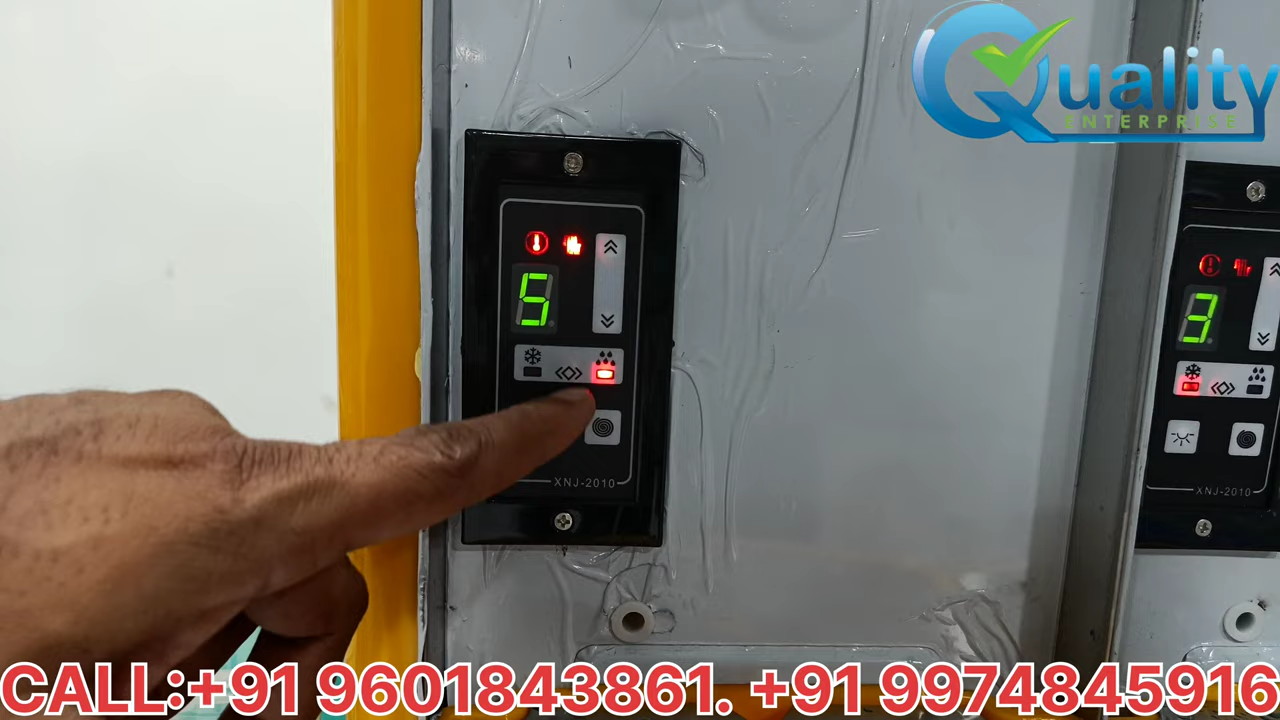 Quality
ENTERPRISE
5
XNJ-2010
3
XNJ-2010
CALL:+91 9601843861. +91 9974845916